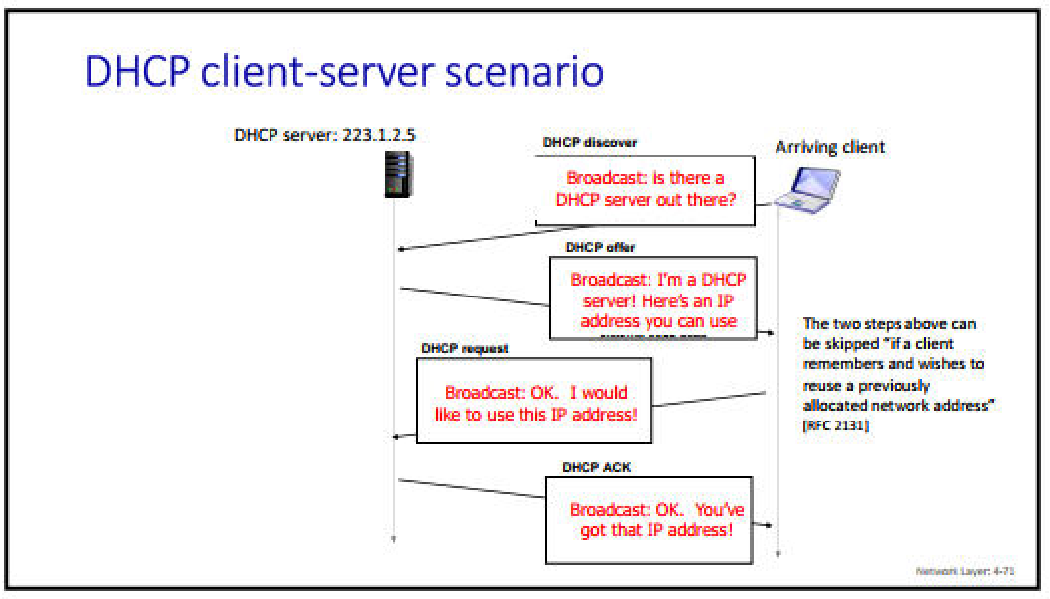 DHCP client-server scenario
DHCP server: 223.1.2.5
DHCP discover
Arriving client
Broadcast: is there a
DHCP server out there?
DHCP offer
Broadcast: I'm a DHCP
server! Here's an IP
address you can use
The two steps above can
be skipped “if a client
remembers and wishes to
reuse a previously
allocated network address”
[RFC 2131]
DHCP request
Broadcast: OK.  I would
like to use this IP address!
DHCP ACK
Broadcast: OK.  You've
got that IP address!
Network Layer: 4-71